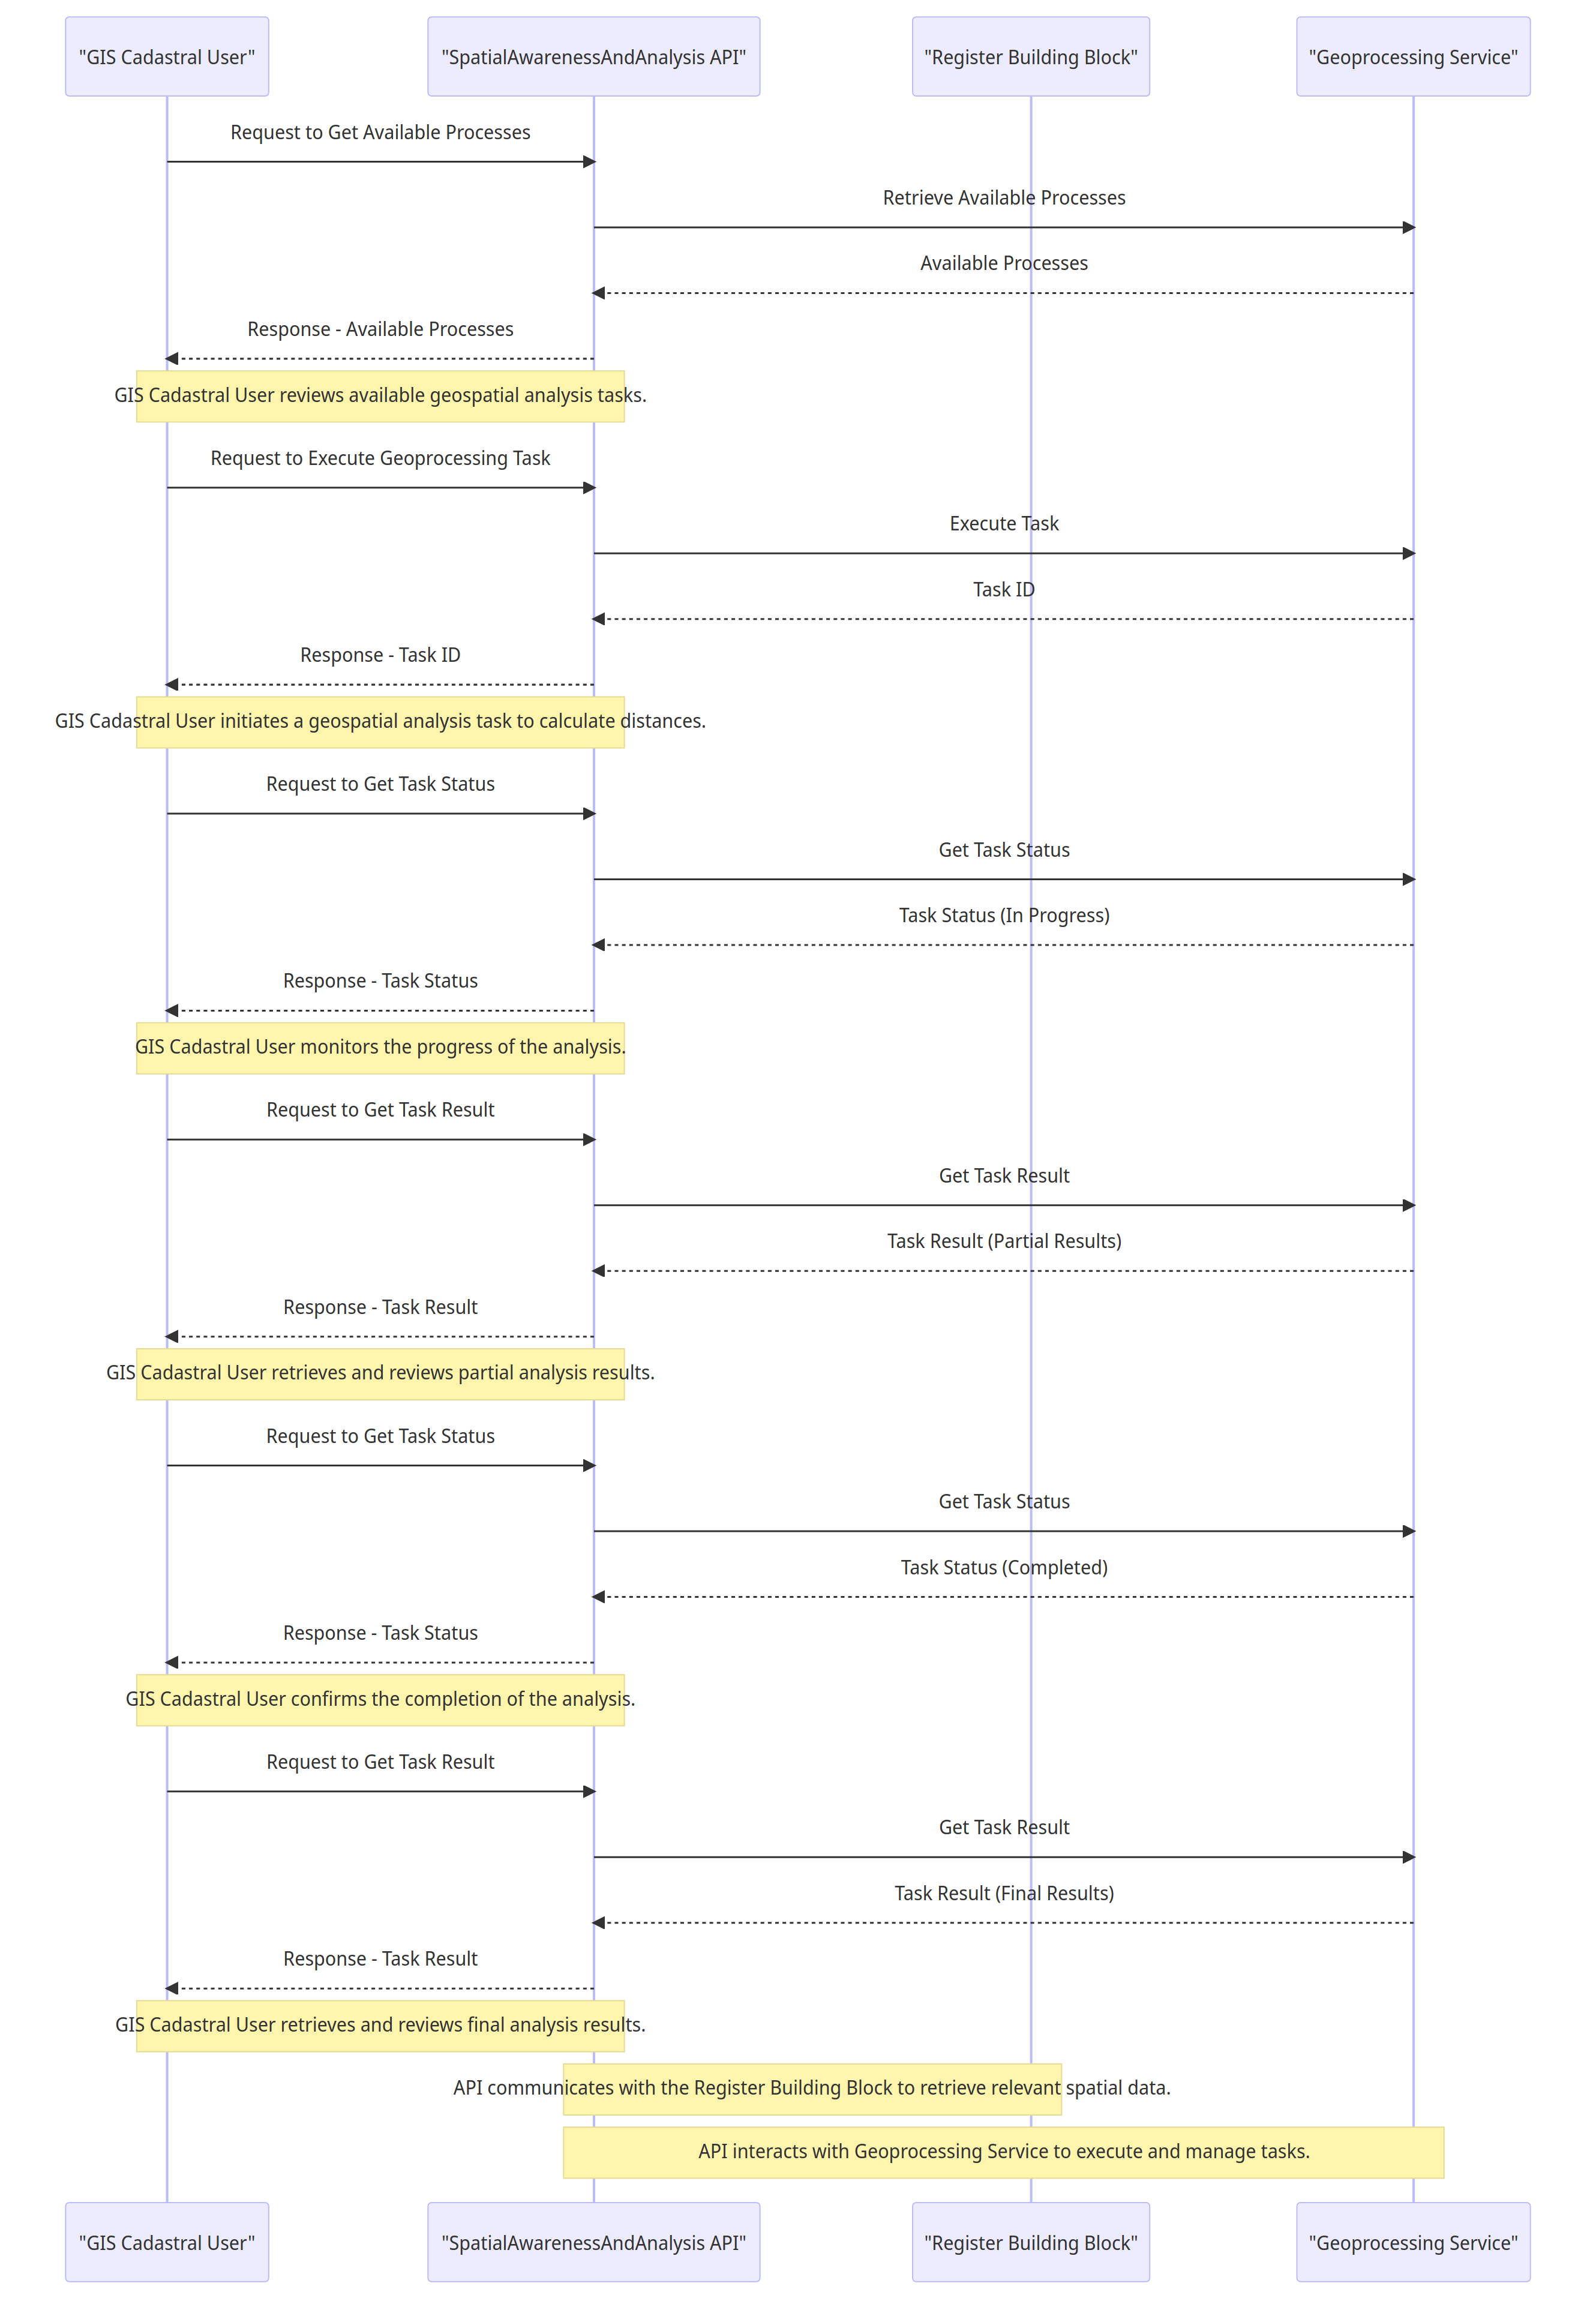 "GIS Cadastral User"
"SpatialAwarenessAndAnalysis API"
"Register Building Block"
"Geoprocessing Service"
Request to Get Available Processes
Retrieve Available Processes
Available Processes
Response - Available Processes
GIS Cadastral User reviews available geospatial analysis tasks.
Request to Execute Geoprocessing Task
Execute Task
Task ID
Response - Task ID
GIS Cadastral User initiates a geospatial analysis task to calculate distances.
Request to Get Task Status
Get Task Status
Task Status (In Progress)
Response - Task Status
GIS Cadastral User monitors the progress of the analysis.
Request to Get Task Result
Get Task Result
Task Result (Partial Results)
Response - Task Result
GIS Cadastral User retrieves and reviews partial analysis results.
Request to Get Task Status
Get Task Status
Task Status (Completed)
Response - Task Status
GIS Cadastral User confirms the completion of the analysis.
Request to Get Task Result
Get Task Result
Task Result (Final Results)
Response - Task Result
GIS Cadastral User retrieves and reviews final analysis results.
API communicates with the Register Building Block to retrieve relevant spatial data.
API interacts with Geoprocessing Service to execute and manage tasks.
"GIS Cadastral User"
"SpatialAwarenessAndAnalysis API"
"Register Building Block"
"Geoprocessing Service"